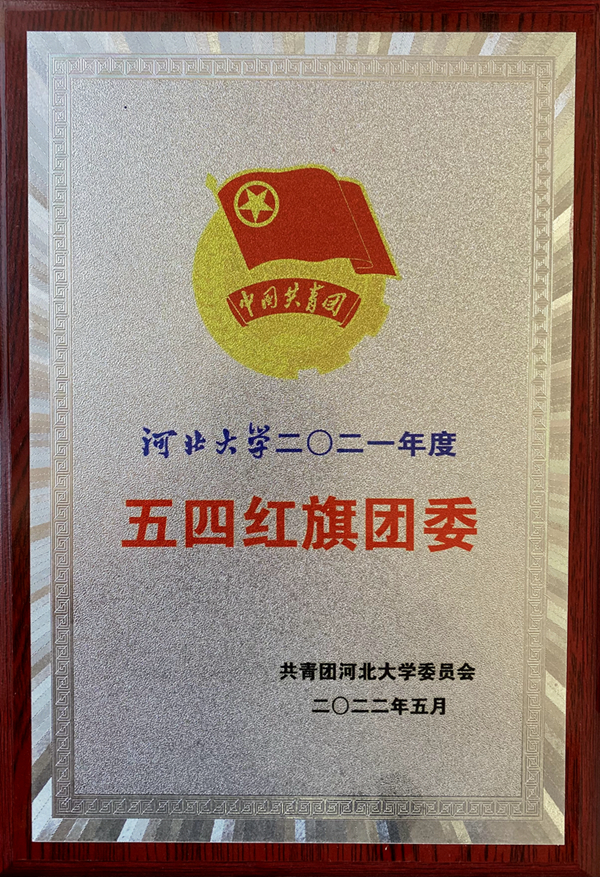 中国共青团
河北大学二〇二一年度
五四红旗团委
共青团河北大学委员会
二〇二二年五月